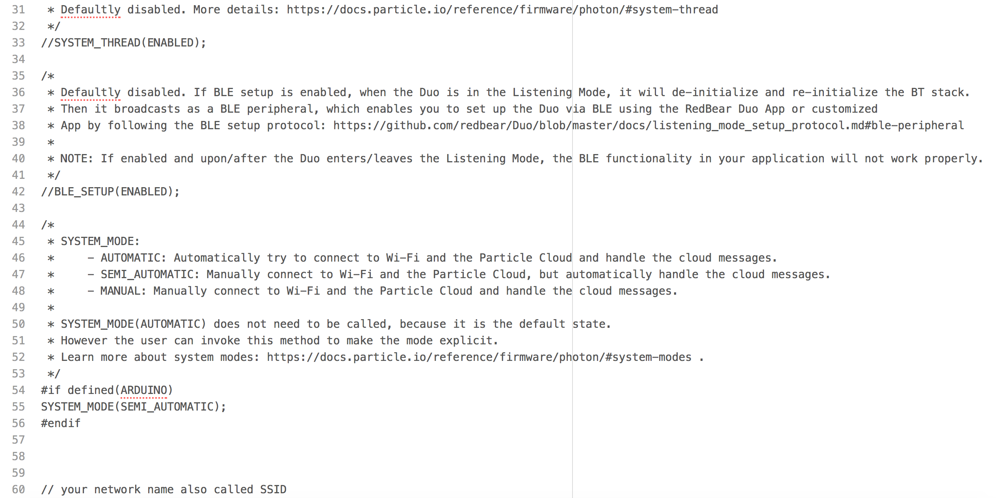 31 * Defaultly disabled. More details: https://docs.particle.io/reference/firmware/photon/#system-thread
32 */
33 //SYSTEM_THREAD(ENABLED);
34
35 /*
36 * Defaultly disabled. If BLE setup is enabled, when the Duo is in the Listening Mode, it will de-initialize and re-initialize the BT stack.
37 * Then it broadcasts as a BLE peripheral, which enables you to set up the Duo via BLE using the RedBear Duo App or customized
38 * App by following the BLE setup protocol: https://github.com/redbear/Duo/blob/master/docs/listening_mode_setup_protocol.md#ble-peripheral
39 *
40 * NOTE: If enabled and upon/after the Duo enters/leaves the Listening Mode, the BLE functionality in your application will not work properly.
41 */
42 //BLE_SETUP(ENABLED);
43
44 /*
45 * SYSTEM_MODE:
46 *     - AUTOMATIC: Automatically try to connect to Wi-Fi and the Particle Cloud and handle the cloud messages.
47 *     - SEMI_AUTOMATIC: Manually connect to Wi-Fi and the Particle Cloud, but automatically handle the cloud messages.
48 *     - MANUAL: Manually connect to Wi-Fi and the Particle Cloud and handle the cloud messages.
49 *
50 * SYSTEM_MODE(AUTOMATIC) does not need to be called, because it is the default state.
51 * However the user can invoke this method to make the mode explicit.
52 * Learn more about system modes: https://docs.particle.io/reference/firmware/photon/#system-modes .
53 */
54 #if defined(ARDUINO)
55 SYSTEM_MODE(SEMI_AUTOMATIC);
56 #endif
57
58
59
60 // your network name also called SSID